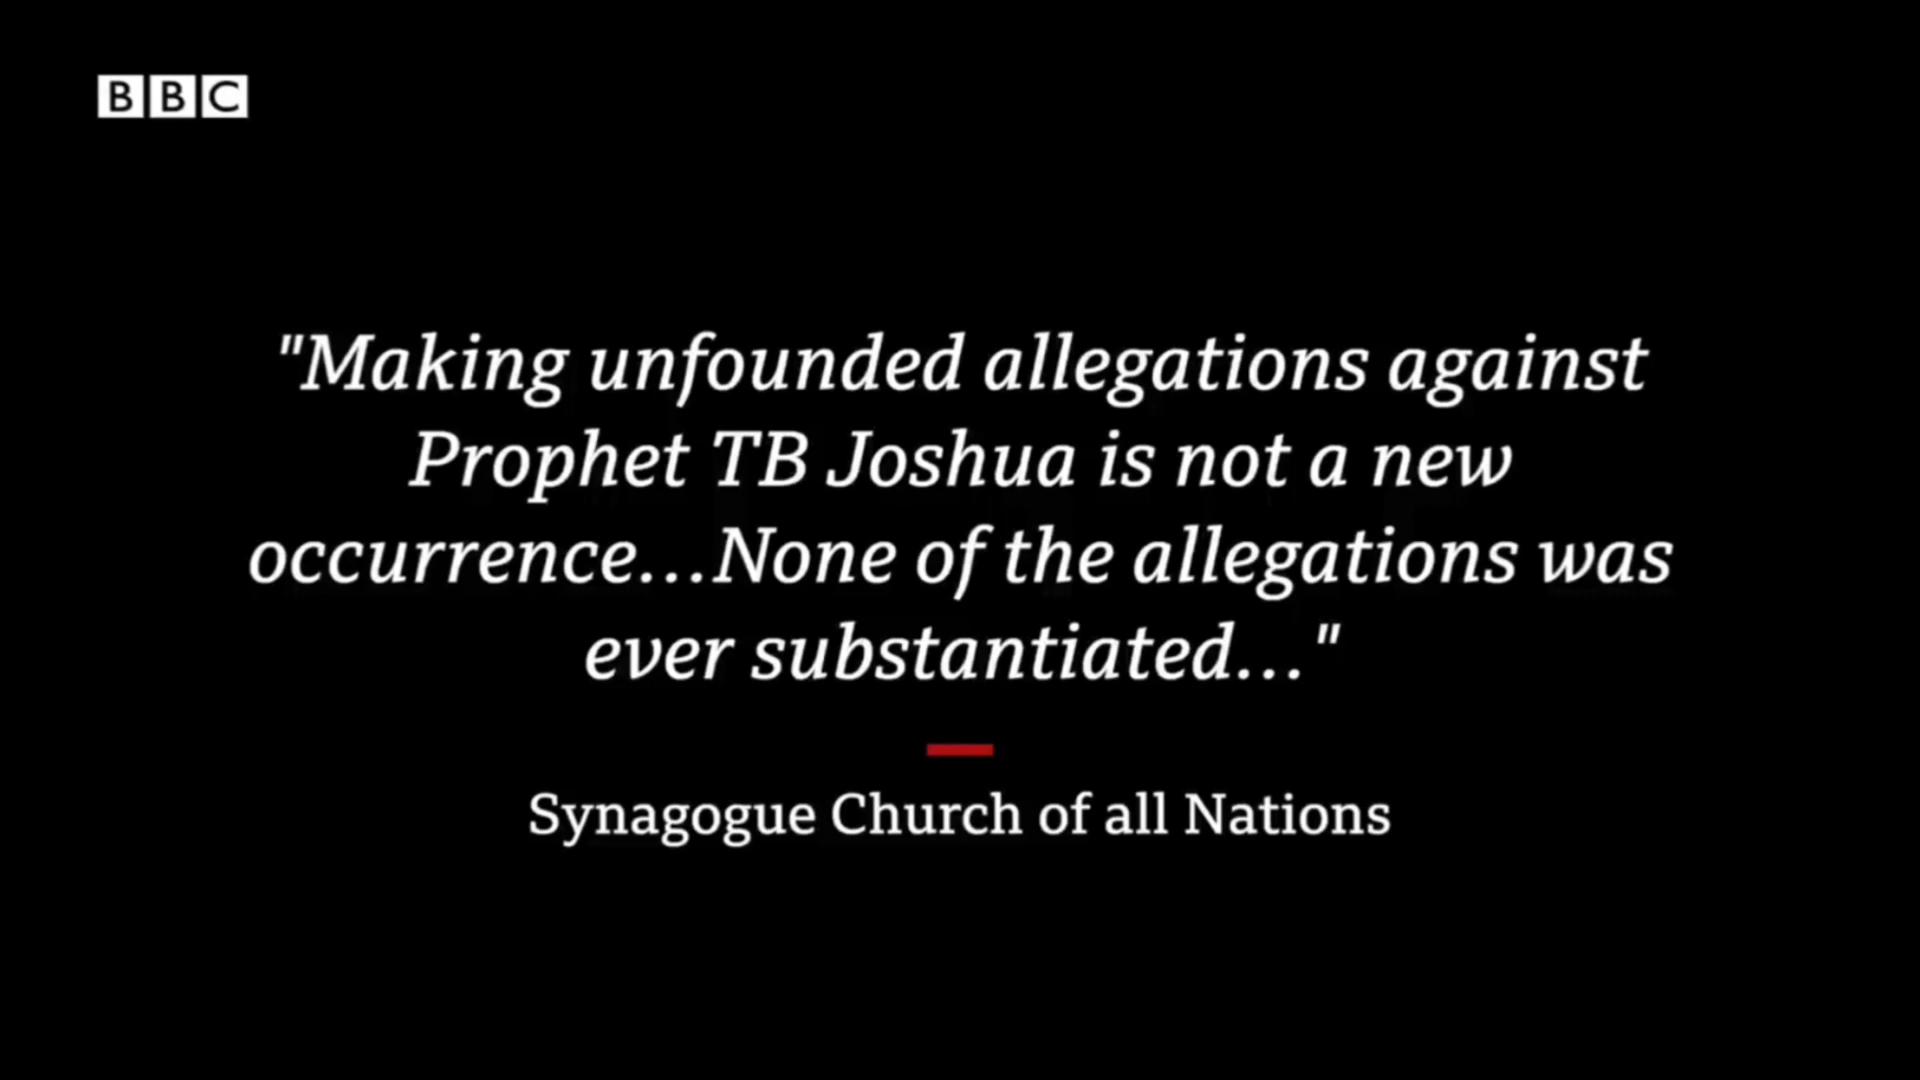 BBC
"Making unfounded allegations against
Prophet TB Joshua is not a new
occurrence...None of the allegations was
ever substantiated..."
Synagogue Church of all Nations